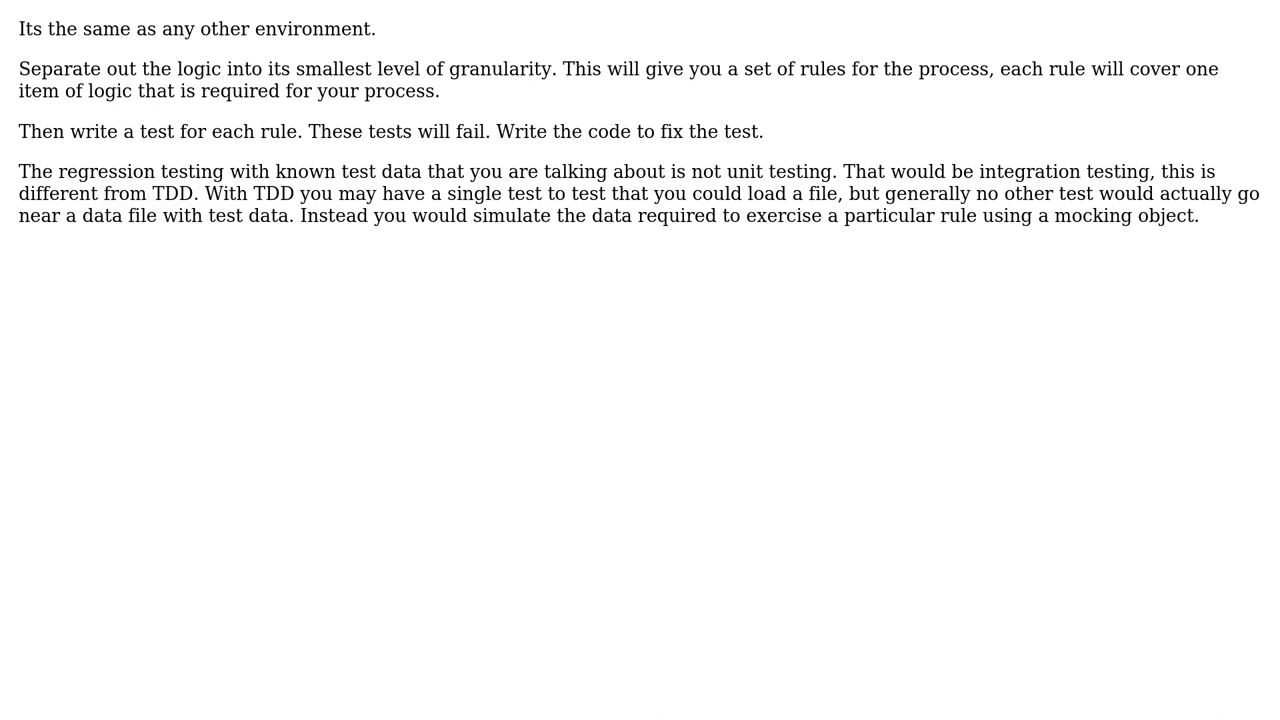 Its the same as any other environment.
Separate out the logic into its smallest level of granularity. This will give you a set of rules for the process, each rule will cover one
item of logic that is required for your process.
Then write a test for each rule. These tests will fail. Write the code to fix the test.
The regression testing with known test data that you are talking about is not unit testing. That would be integration testing, this is
different from TDD. With TDD you may have a single test to test that you could load a file, but generally no other test would actually go
near a data file with test data. Instead you would simulate the data required to exercise a particular rule using a mocking object.